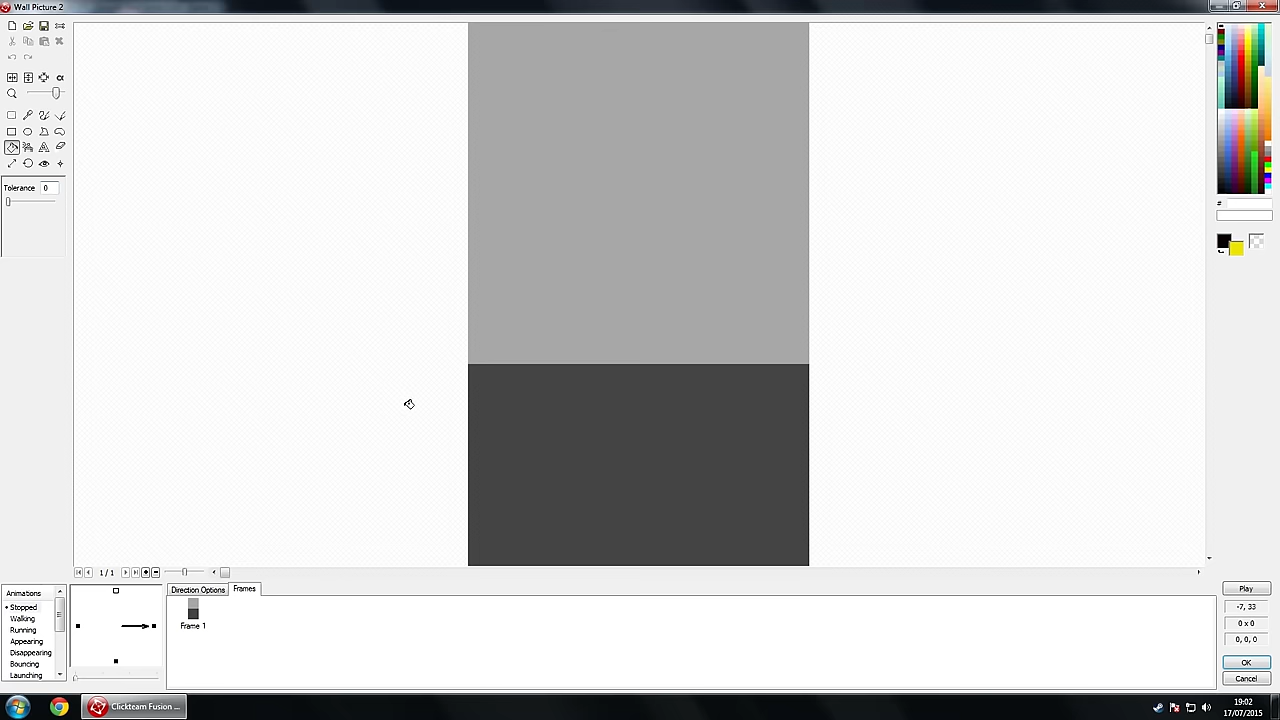 Wall Picture 2
Tolerance 0
#
1 / 1
Animations
Stopped
Walking
Running
Appearing
Disappearing
Bouncing
Launching
Direction Options
Frames
Frame 1
Play
-7, 33
0 x 0
0, 0, 0
OK
Cancel
Clickteam Fusion ...
19:02
17/07/2015